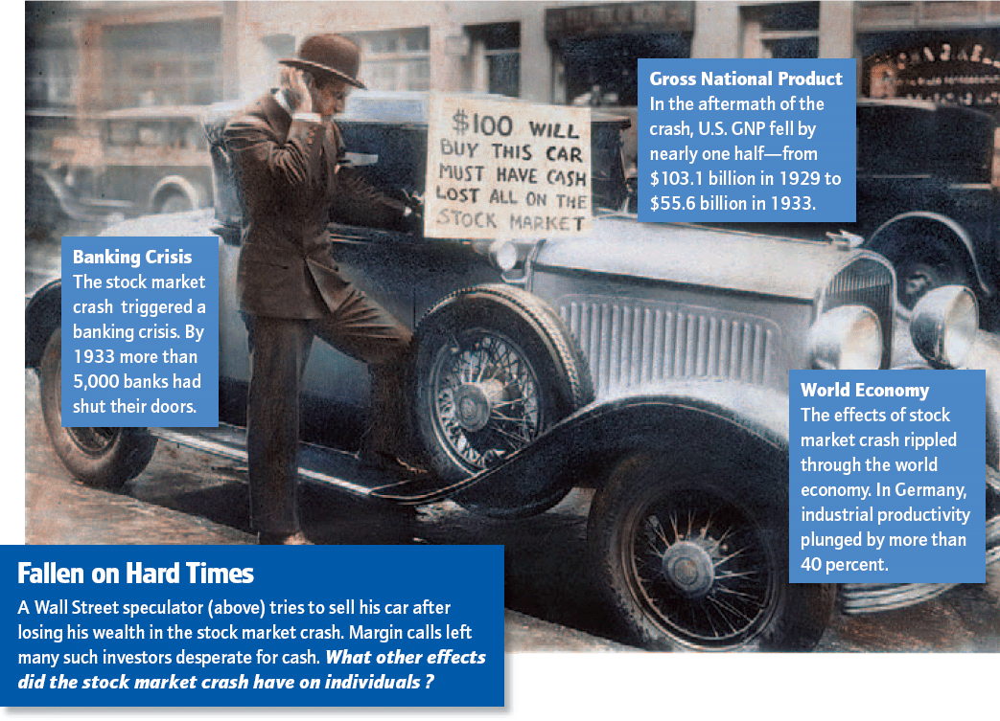 $100 WILL
BUY THIS CAR
MUST HAVE CASH
LOST ALL ON THE
STOCK MARKET
Gross National Product
In the aftermath of the
crash, U.S. GNP fell by
nearly one half—from
$103.1 billion in 1929 to
$55.6 billion in 1933.
Banking Crisis
The stock market
crash triggered a
banking crisis. By
1933 more than
5,000 banks had
shut their doors.
World Economy
The effects of stock
market crash rippled
through the world
economy. In Germany,
industrial productivity
plunged by more than
40 percent.
Fallen on Hard Times
A Wall Street speculator (above) tries to sell his car after
losing his wealth in the stock market crash. Margin calls left
many such investors desperate for cash. What other effects
did the stock market crash have on individuals ?